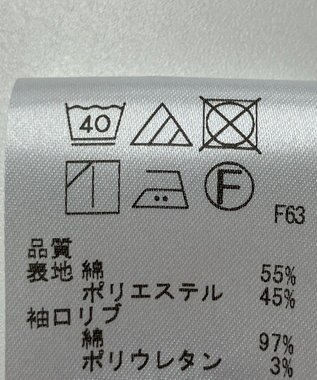 40
F
F63
品質
表地 綿 55%
ポリエステル 45%
袖口リブ
綿 97%
ポリウレタン 3%